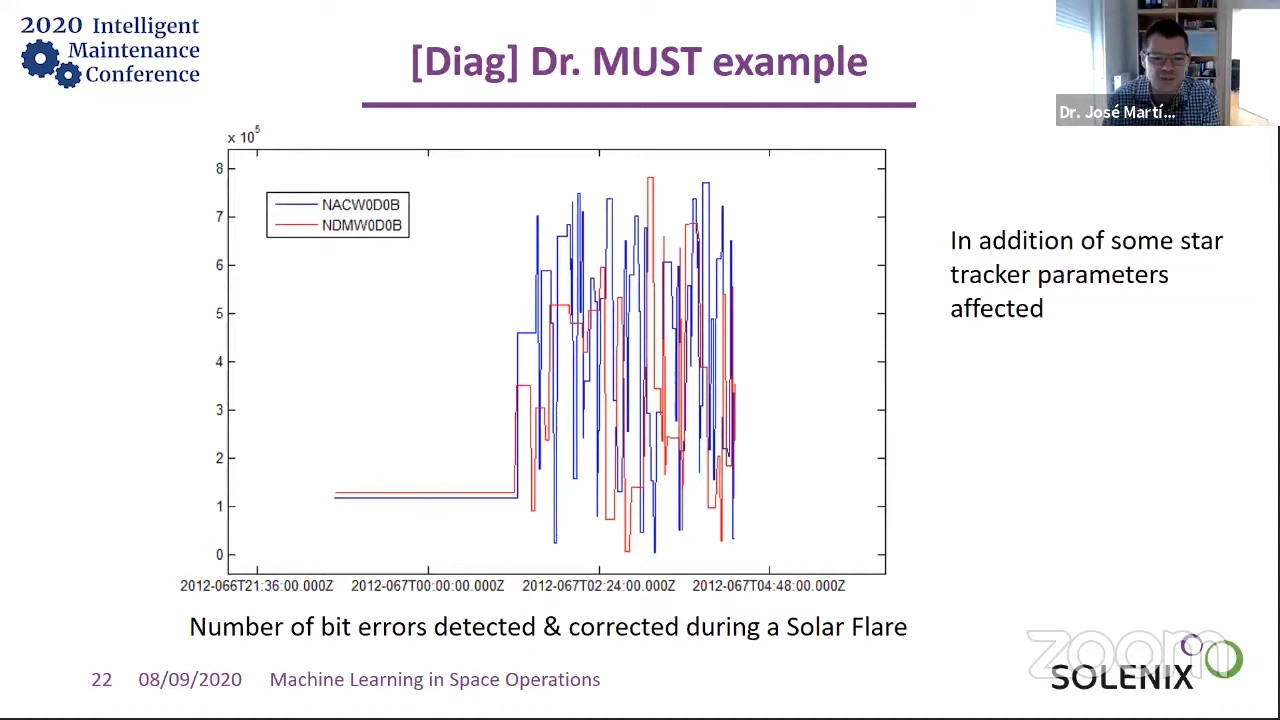 2020 Intelligent
Maintenance
Conference
[Diag] Dr. MUST example
Dr. José Martí...
x 10^5
8
7
6
5
4
3
2
1
0
NACW0D0B
NDMW0D0B
2012-066T21:36:00.000Z 2012-067T00:00:00.000Z 2012-067T02:24:00.000Z 2012-067T04:48:00.000Z
In addition of some star
tracker parameters
affected
Number of bit errors detected & corrected during a Solar Flare
22 08/09/2020 Machine Learning in Space Operations
zoom
SOLENIX